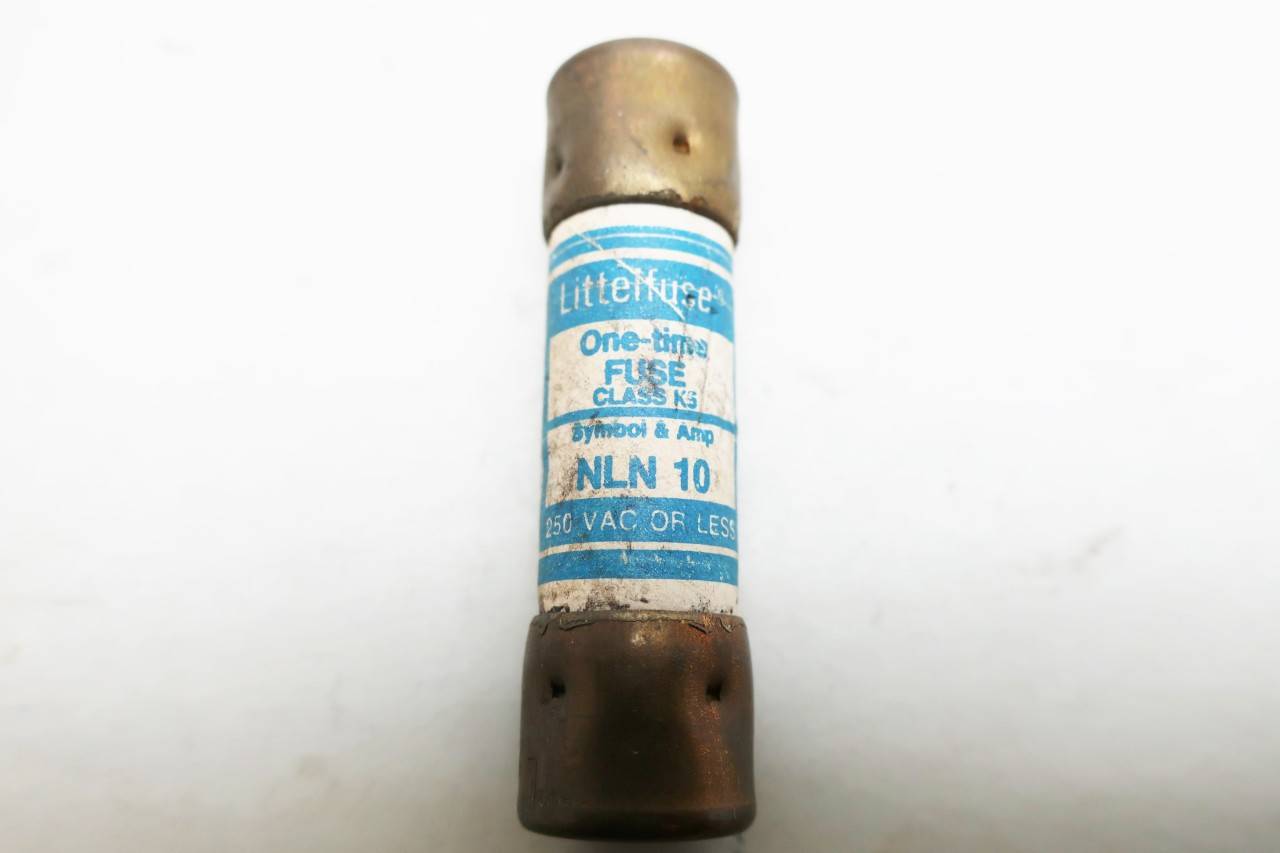 Littelfuse
One-time
FUSE
CLASS K5
Symbol & Amp
NLN 10
250 VAC OR LESS